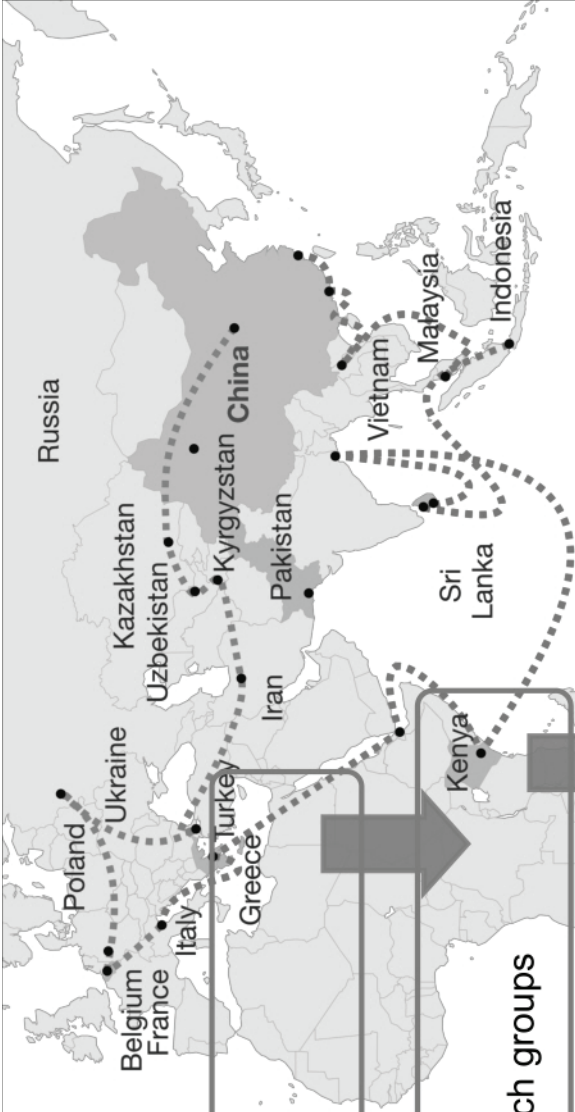 Russia
Kazakhstan
Uzbekistan
Kyrgyzstan
China
Ukraine
Poland
Belgium
France
Italy
Greece
Turkey
Iran
Pakistan
Vietnam
Malaysia
Indonesia
Sri
Lanka
Kenya
ch groups